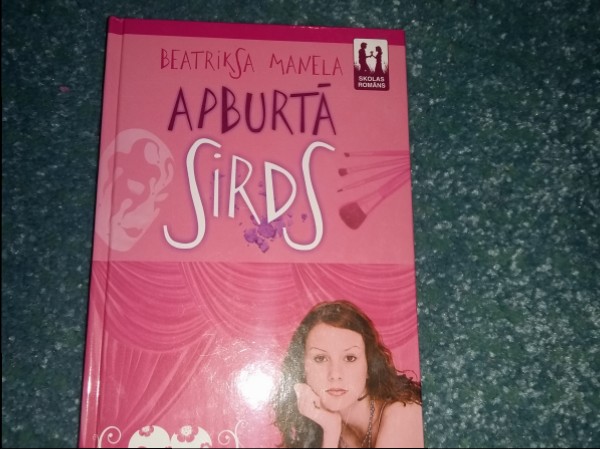 BEATRIKSA MANELA
APBURTĀ
SIRDS
SKOLAS
ROMĀNS